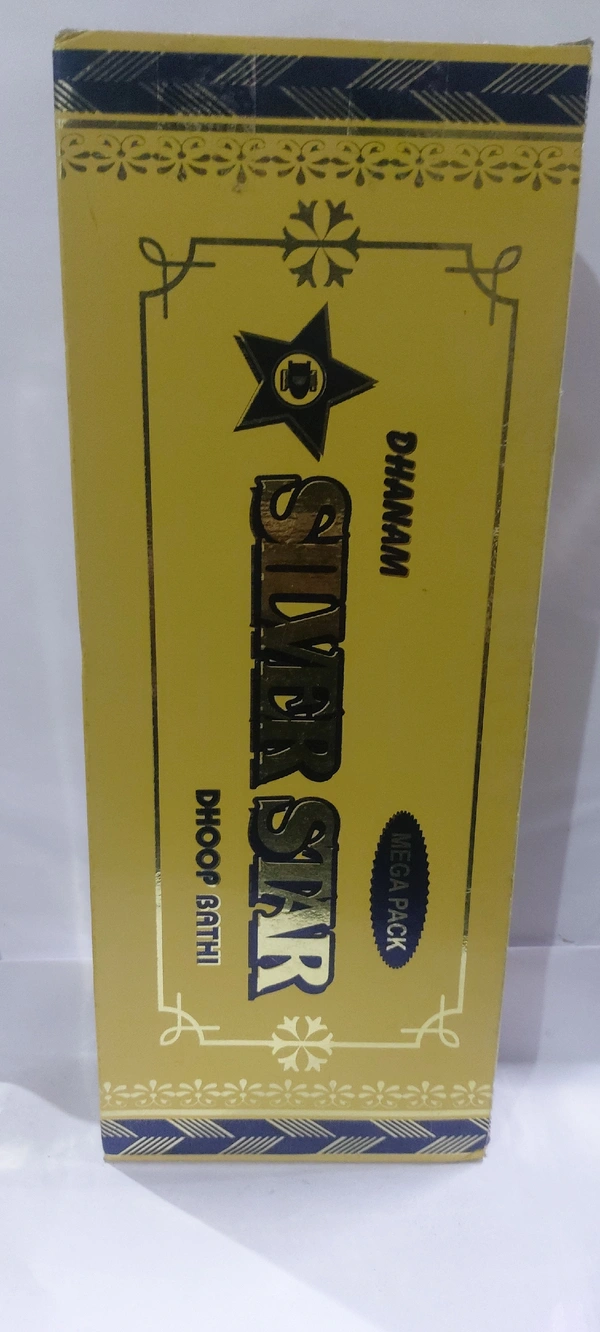 DHANAM
MEGA PACK
SILVER STAR
DHOOP BATHI